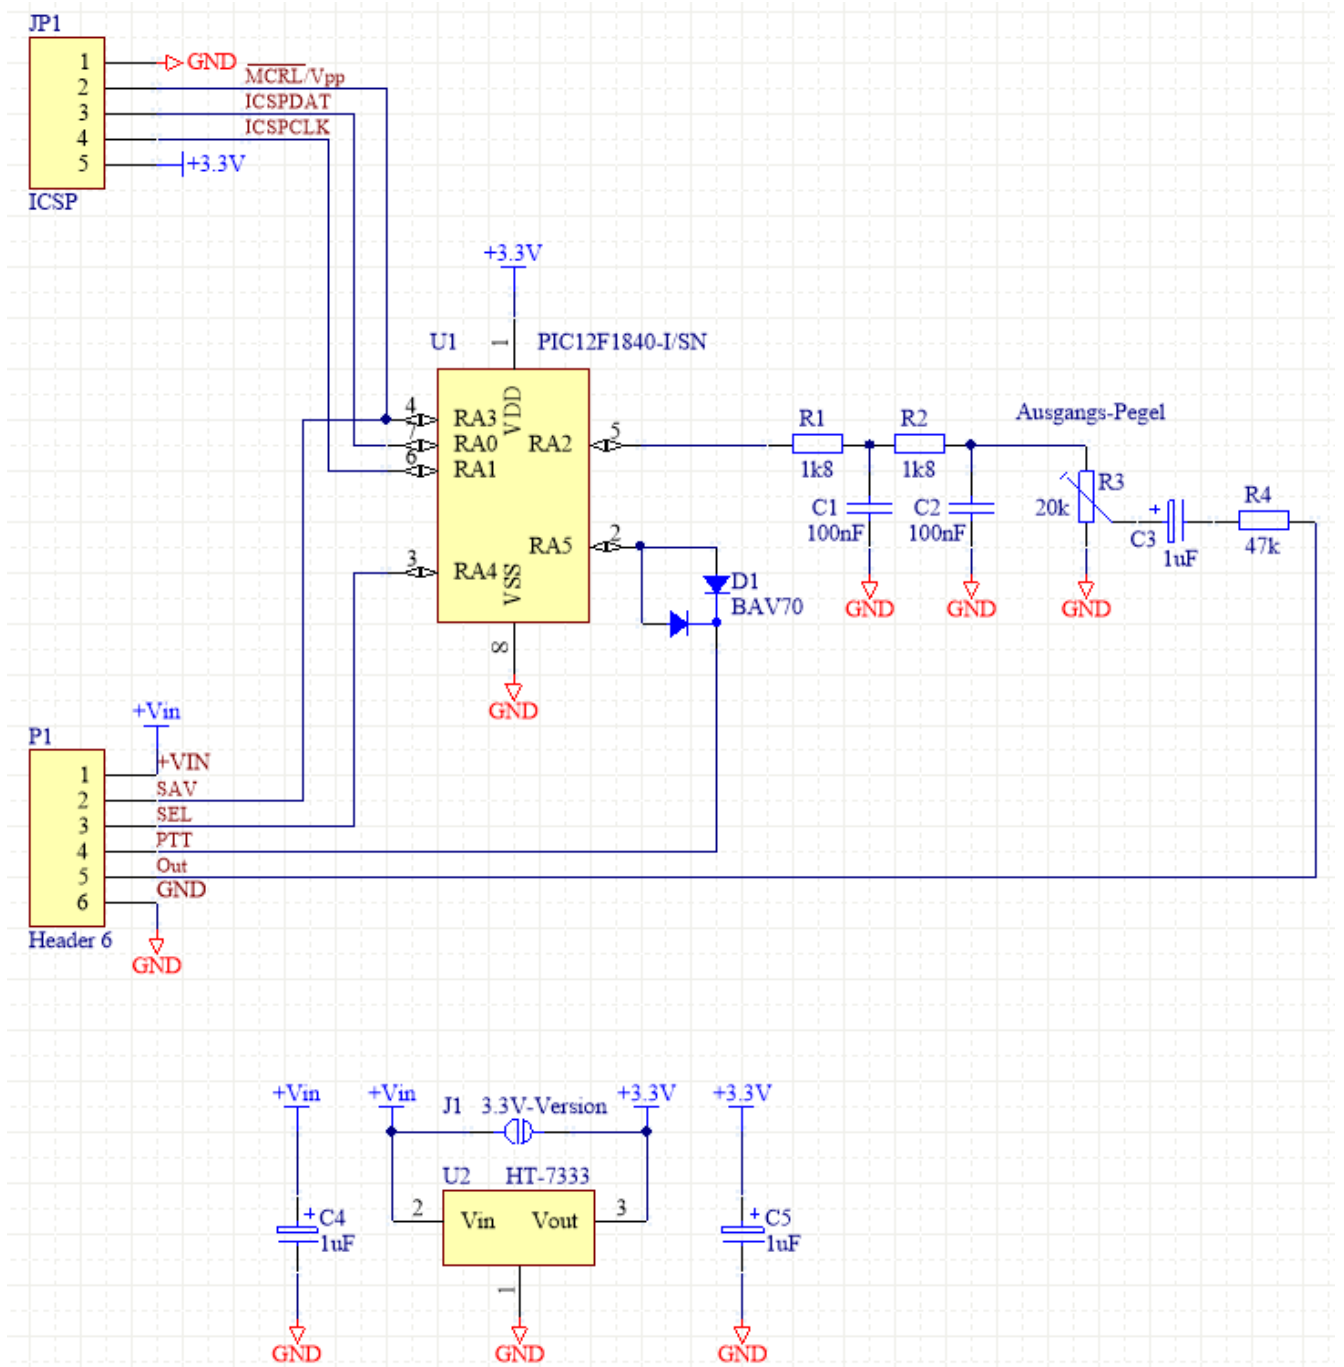 JP1
1
GND
2
MCRL/Vpp
3
ICSPDAT
4
ICSPCLK
5
+3.3V
ICSP
+3.3V
U1
1
PIC12F1840-I/SN
4
RA3
VDD
7
RA0
6
RA1
RA2
5
RA5
2
3
RA4
VSS
8
GND
R1
1k8
R2
1k8
Ausgangs-Pegel
C1
100nF
C2
100nF
R3
20k
C3
+
1uF
R4
47k
GND
GND
GND
D1
BAV70
+Vin
P1
1
+VIN
2
SAV
3
SEL
4
PTT
5
Out
6
GND
Header 6
GND
+Vin
+Vin
J1 3.3V-Version
+3.3V
+3.3V
U2
HT-7333
2
Vin
Vout
3
1
+
C4
1uF
+
C5
1uF
GND
GND
GND